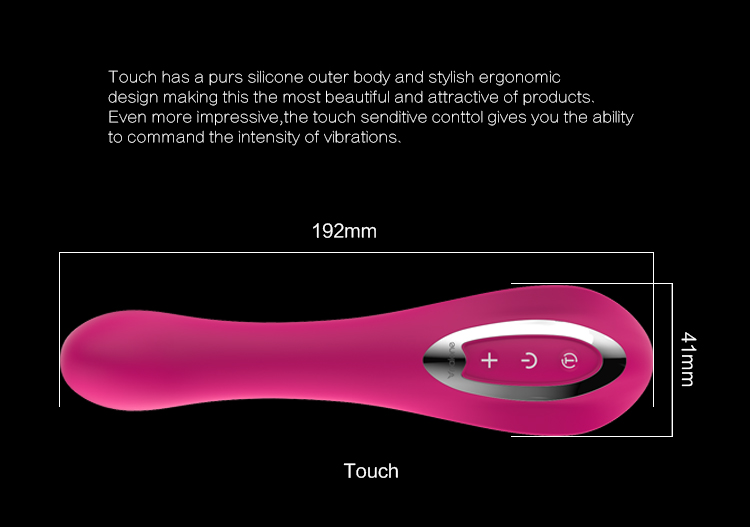 Touch has a purs silicone outer body and stylish ergonomic
design making this the most beautiful and attractive of products.
Even more impressive,the touch senditive conttol gives you the ability
to command the intensity of vibrations.
192mm
41mm
Touch